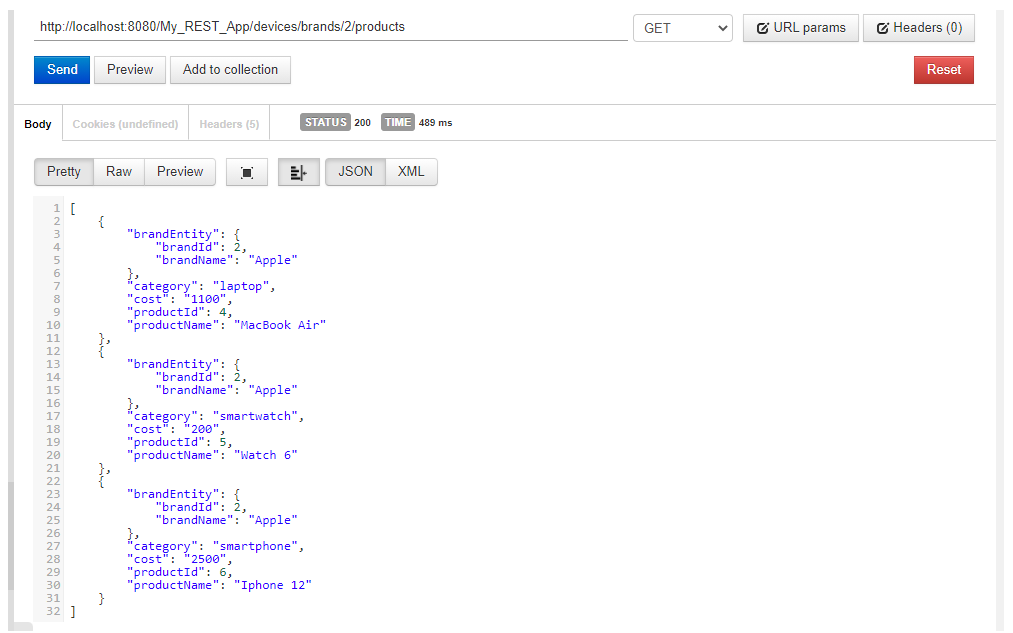 http://localhost:8080/My_REST_App/devices/brands/2/products GET URL params Headers (0)
Send Preview Add to collection Reset
Body Cookies (undefined) Headers (5) STATUS 200 TIME 489 ms
Pretty Raw Preview JSON XML
1 [
2 {
3 "brandEntity": {
4 "brandId": 2,
5 "brandName": "Apple"
6 },
7 "category": "laptop",
8 "cost": "1100",
9 "productId": 4,
10 "productName": "MacBook Air"
11 },
12 {
13 "brandEntity": {
14 "brandId": 2,
15 "brandName": "Apple"
16 },
17 "category": "smartwatch",
18 "cost": "200",
19 "productId": 5,
20 "productName": "Watch 6"
21 },
22 {
23 "brandEntity": {
24 "brandId": 2,
25 "brandName": "Apple"
26 },
27 "category": "smartphone",
28 "cost": "2500",
29 "productId": 6,
30 "productName": "Iphone 12"
31 }
32 ]